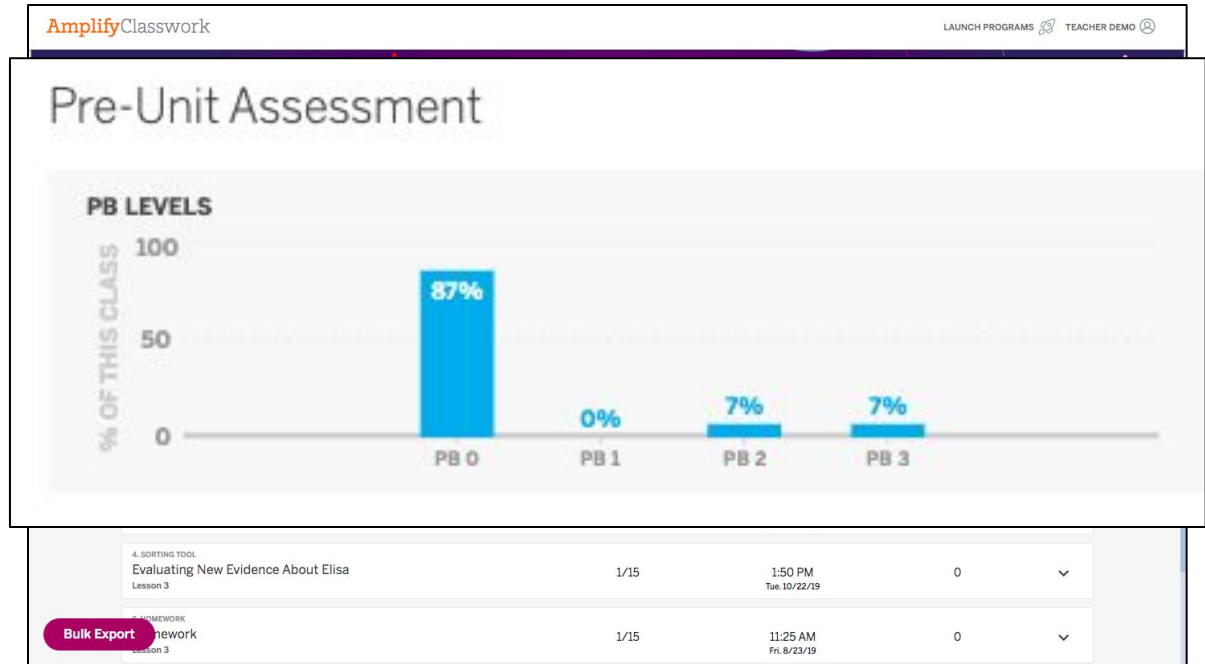 AmplifyClasswork
LAUNCH PROGRAMS TEACHER DEMO
Pre-Unit Assessment
PB LEVELS
% OF THIS CLASS
100
50
0
87%
0%
7%
7%
PB 0 PB 1 PB 2 PB 3
4. SORTING TOOL
Evaluating New Evidence About Elisa
Lesson 3
1/15
1:50 PM
Tue. 10/22/19
0
HOMEWORK
Bulk Export
mework
sson 3
1/15
11:25 AM
Fri. 8/23/19
0